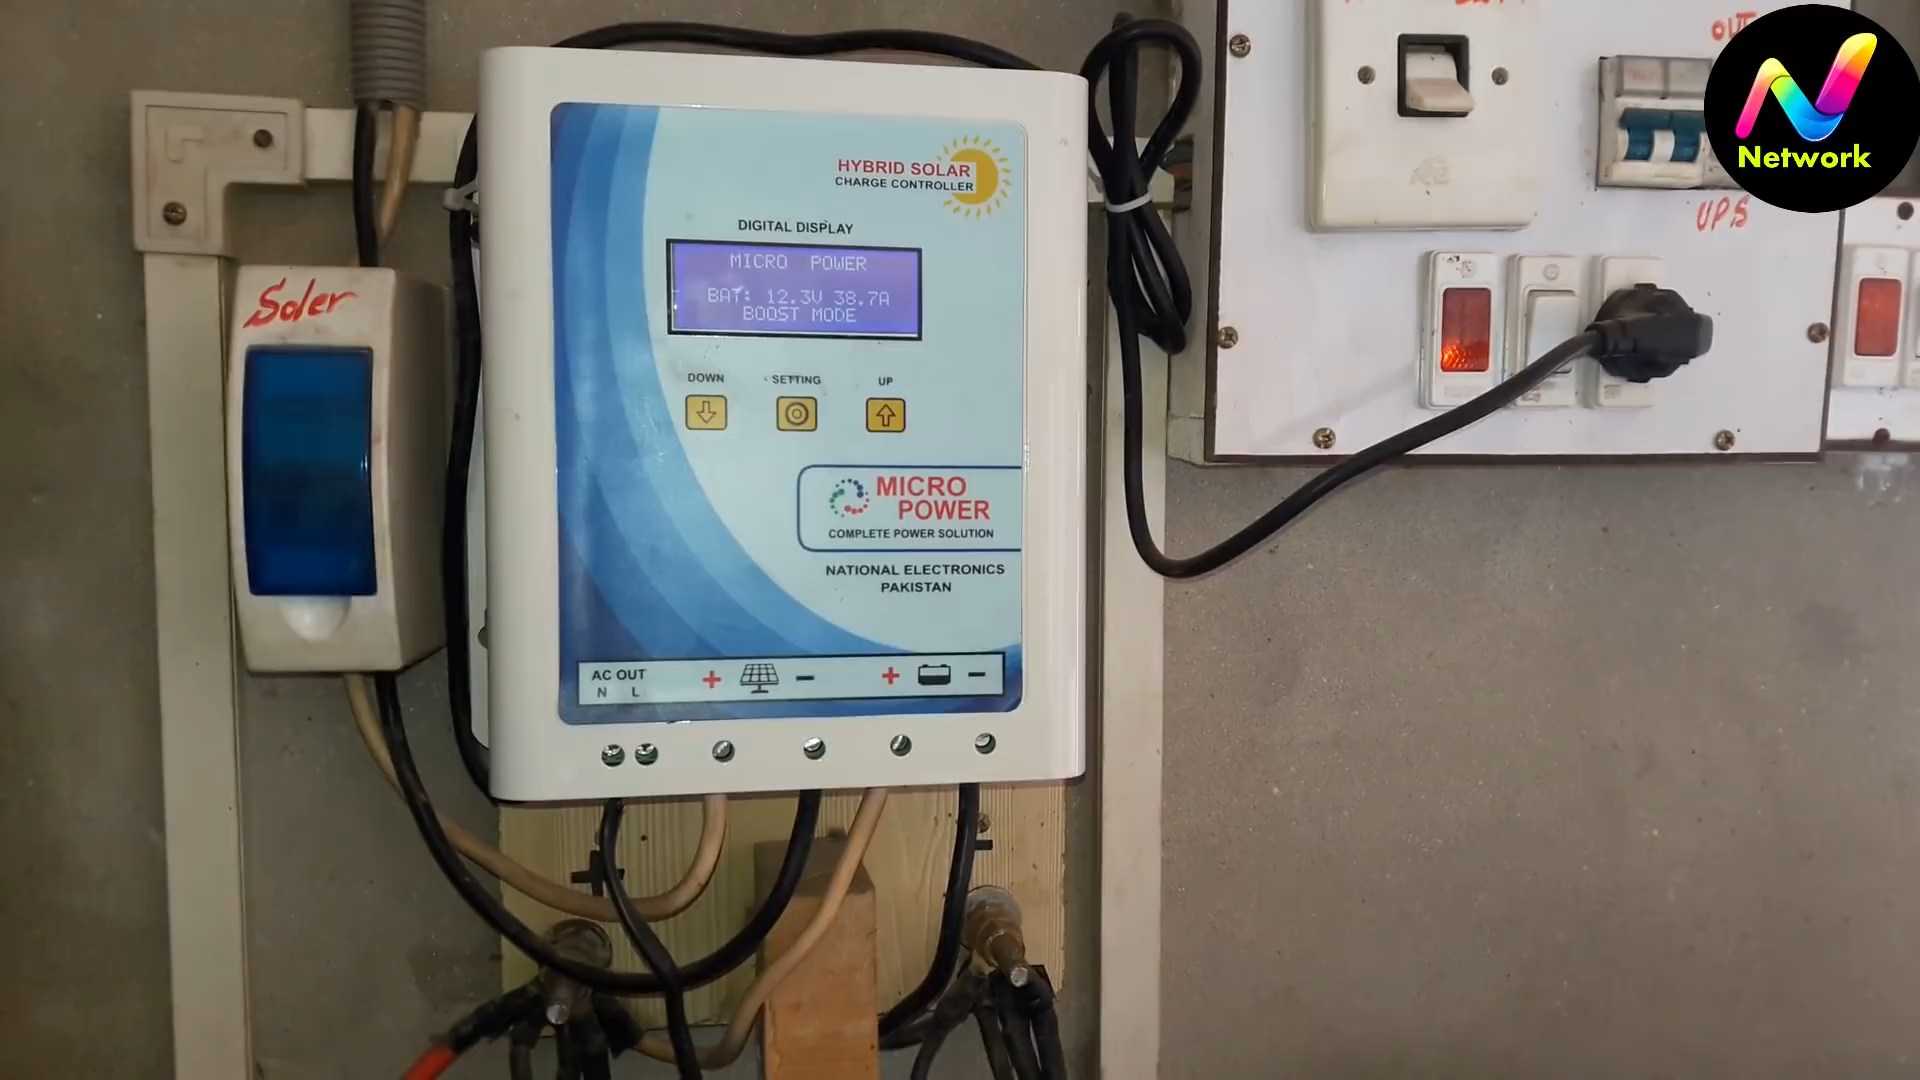 Soler
HYBRID SOLAR
CHARGE CONTROLLER
DIGITAL DISPLAY
MICRO POWER
BAT: 12.3V 38.7A
BOOST MODE
DOWN
SETTING
UP
MICRO
POWER
COMPLETE POWER SOLUTION
NATIONAL ELECTRONICS
PAKISTAN
AC OUT
N L
+ −
+ −
UPS
N
Network